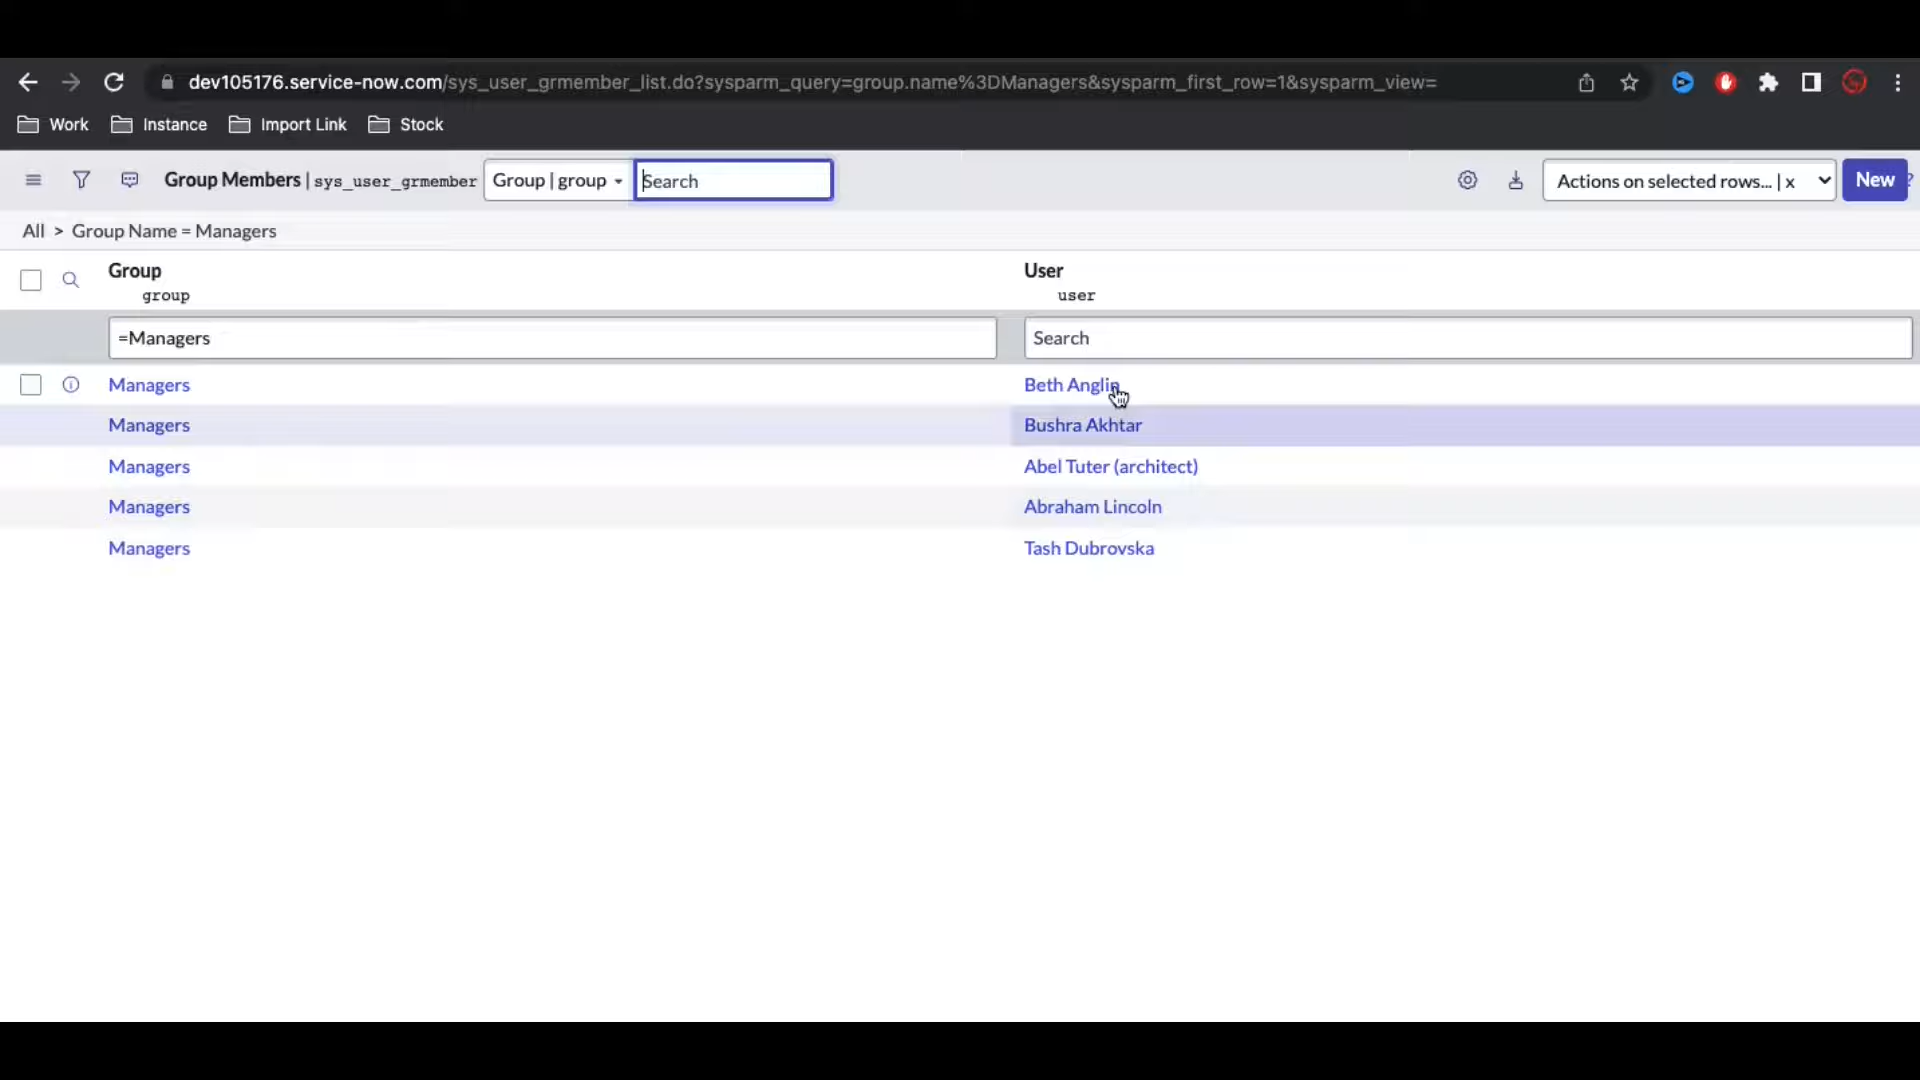 dev105176.service-now.com/sys_user_grmember_list.do?sysparm_query=group.name%3DManagers&sysparm_first_row=1&sysparm_view=
Work Instance Import Link Stock
Group Members | sys_user_grmember Group | group Search Actions on selected rows... | x New ?
All > Group Name = Managers
Group User
group user
=Managers Search
Managers Beth Anglin
Managers Bushra Akhtar
Managers Abel Tuter (architect)
Managers Abraham Lincoln
Managers Tash Dubrovska